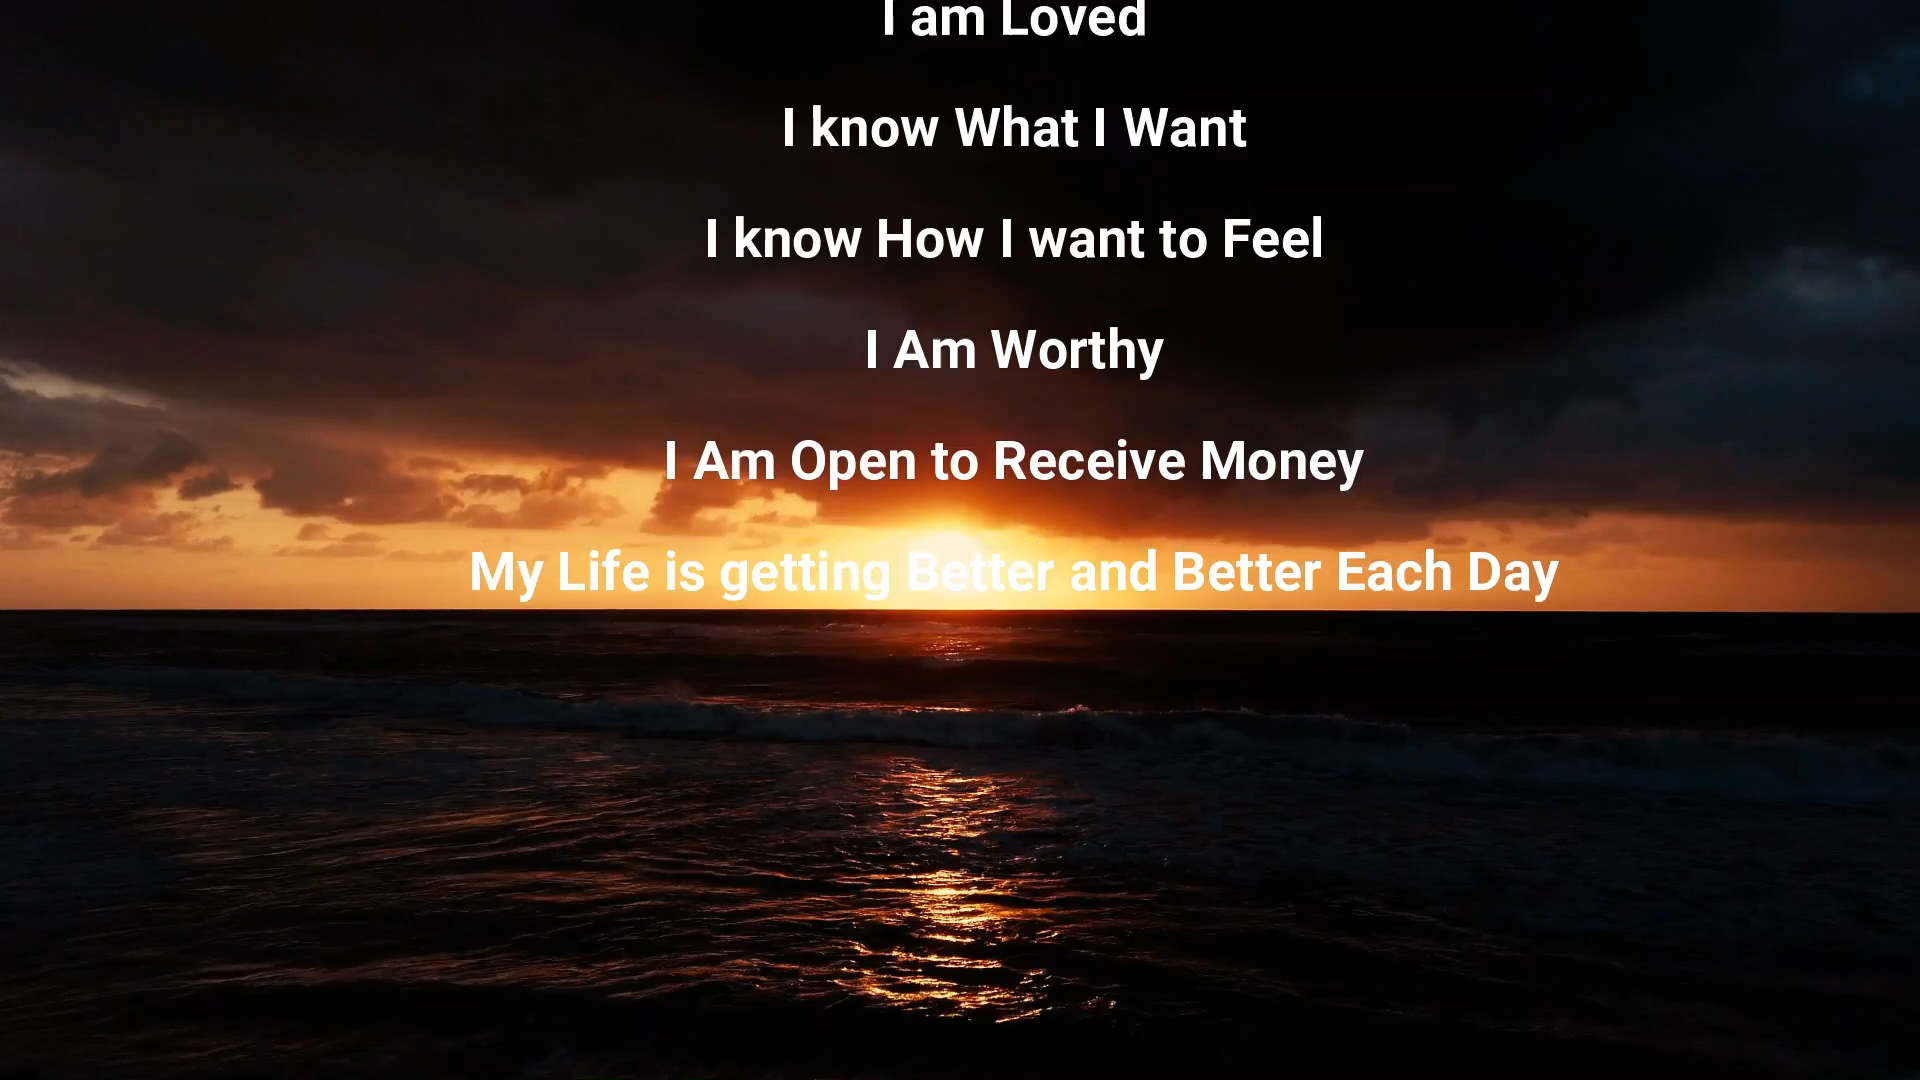 I am Loved
I know What I Want
I know How I want to Feel
I Am Worthy
I Am Open to Receive Money
My Life is getting Better and Better Each Day